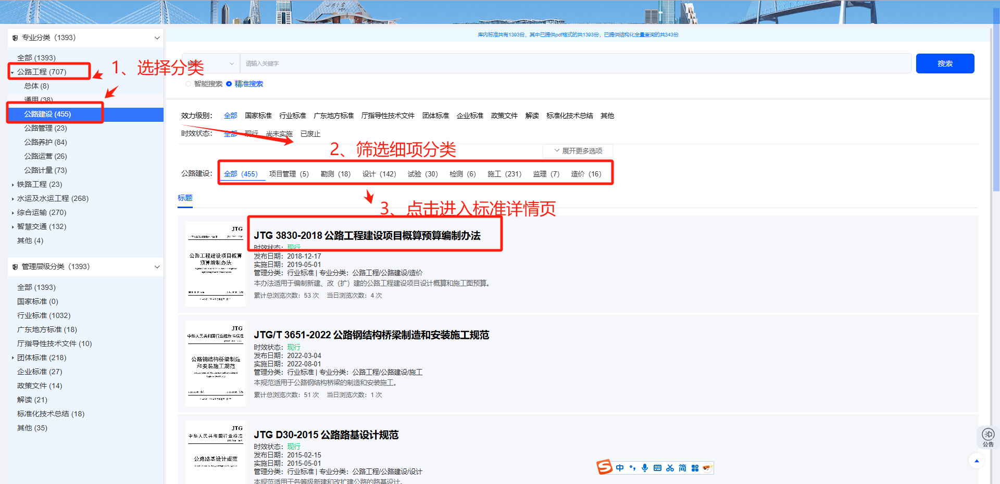 专业分类（1393）
全部 (1393)
公路工程 (707)
总体 (8)
通用 (38)
公路建设 (455)
公路管理 (23)
公路养护 (84)
公路运营 (26)
公路计量 (73)
铁路工程 (23)
水运及水运工程 (268)
综合运输 (270)
智慧交通 (132)
其他 (4)
管理层级分类（1393）
全部 (1393)
国家标准 (0)
行业标准 (1032)
广东地方标准 (18)
厅指导性技术文件 (10)
团体标准 (218)
企业标准 (27)
政策文件 (14)
解读 (21)
标准化技术总结 (18)
其他 (35)
1、选择分类
库内标准共有1393份，其中已提供pdf格式的共1393份，已提供结构化全量查询的共343份
请输入关键字
搜索
智能搜索 精准搜索
效力级别： 全部 国家标准 行业标准 广东地方标准 厅指导性技术文件 团体标准 企业标准 政策文件 解读 标准化技术总结 其他
时效状态： 全部 现行 尚未实施 已废止
2、筛选细项分类
展开更多选项
公路建设： 全部（455） 项目管理（5） 勘测（18） 设计（142） 试验（30） 检测（6） 施工（231） 监理（7） 造价（16）
标题
3、点击进入标准详情页
JTG
公路工程建设项目概算
预算编制办法
JTG 3830-2018 公路工程建设项目概算预算编制办法
时效状态：现行
发布日期：2018-12-17
实施日期：2019-05-01
管理分类：行业标准 | 专业分类：公路工程/公路建设/造价
本办法适用于编制新建、改（扩）建的公路工程建设项目设计概算和施工图预算。
累计总浏览次数：53 次 当日浏览次数：4 次
JTG
中华人民共和国行业推荐性标准
公路钢结构桥梁制造
和安装施工规范
JTG/T 3651-2022 公路钢结构桥梁制造和安装施工规范
时效状态：现行
发布日期：2022-03-04
实施日期：2022-08-01
管理分类：行业标准 | 专业分类：公路工程/公路建设/施工
本规范适用于公路钢结构桥梁的制造和安装施工。
累计总浏览次数：51 次 当日浏览次数：1 次
JTG
中华人民共和国行业标准
公路路基设计规范
JTG D30-2015 公路路基设计规范
时效状态：现行
发布日期：2015-02-15
实施日期：2015-05-01
管理分类：行业标准 | 专业分类：公路工程/公路建设/设计
本规范适用于各等级新建和改扩建公路的路基设计。
公告
中 简